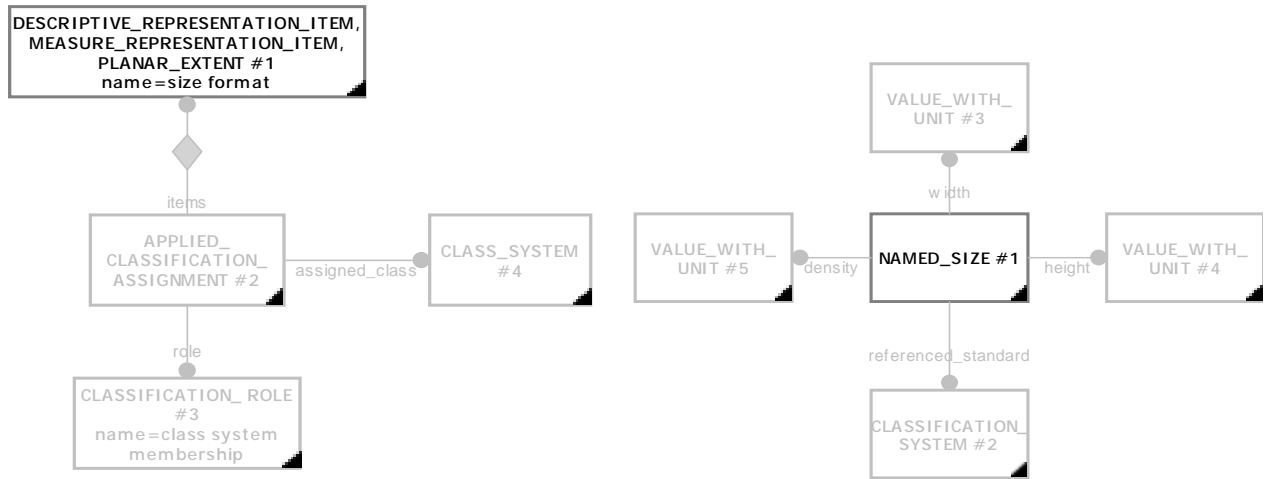 DESCRIPTIVE_REPRESENTATION_ITEM,
MEASURE_REPRESENTATION_ITEM,
PLANAR_EXTENT #1
name=size format
items
APPLIED_
CLASSIFICATION_
ASSIGNMENT #2
assigned_class
CLASS_SYSTEM
#4
role
CLASSIFICATION_ ROLE
#3
name=class system
membership
VALUE_WITH_
UNIT #3
width
VALUE_WITH_
UNIT #5
density
NAMED_SIZE #1
height
VALUE_WITH_
UNIT #4
referenced_standard
CLASSIFICATION_
SYSTEM #2